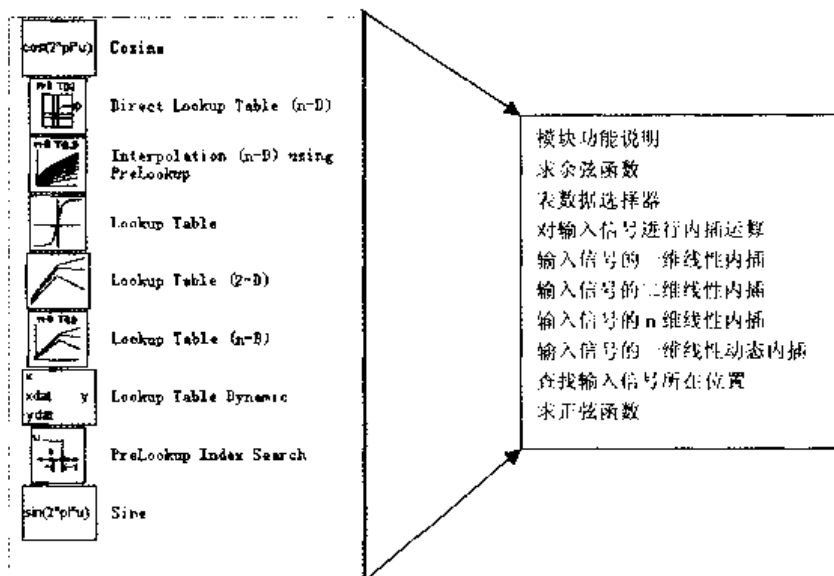 cos(2*pi*u)
Cosine
Direct Lookup Table (n-D)
Interpolation (n-D) using
PreLookup
Lookup Table
Lookup Table (2-D)
Lookup Table (n-D)
x
xdat y
ydat
Lookup Table Dynamic
u
PreLookup Index Search
sin(2*pi*u)
Sine
模块功能说明
求余弦函数
表数据选择器
对输入信号进行内插运算
输入信号的一维线性内插
输入信号的二维线性内插
输入信号的 n 维线性内插
输入信号的一维线性动态内插
查找输入信号所在位置
求正弦函数